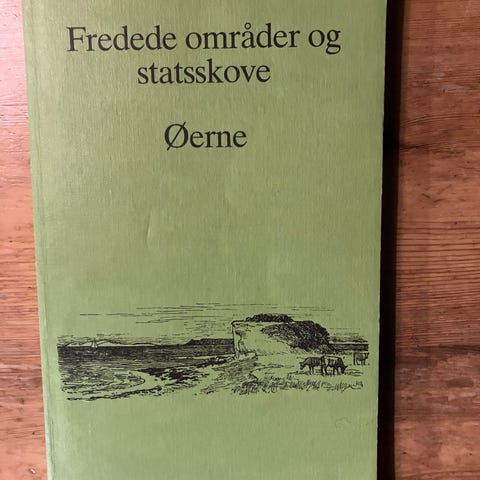 Fredede områder og
statsskove
Øerne